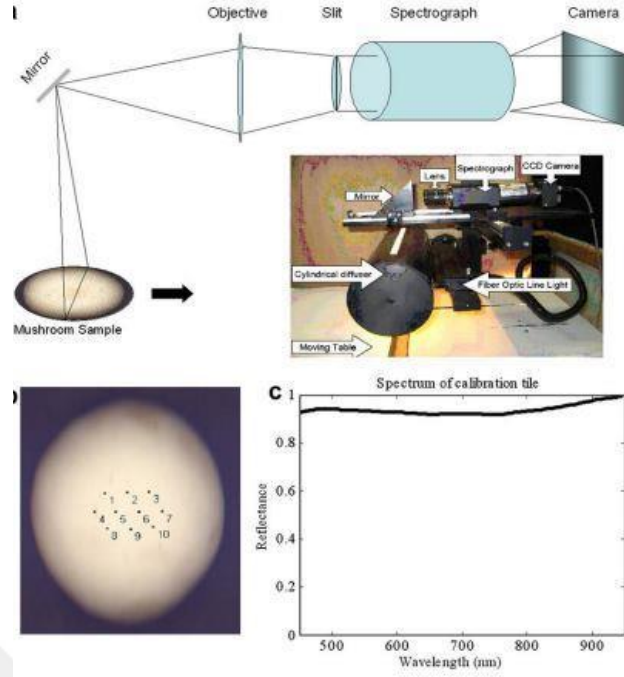 Objective Slit Spectrograph Camera
Mirror
Mushroom Sample
Lens
Spectrograph
CCD Camera
Mirror
Cylindrical diffuser
Fiber Optic Line Light
Moving Table
1 2 3
4 5 6 7
8 9 10
c
Spectrum of calibration tile
1
0.8
0.6
0.4
0.2
0
Reflectance
500 600 700 800 900
Wavelength (nm)